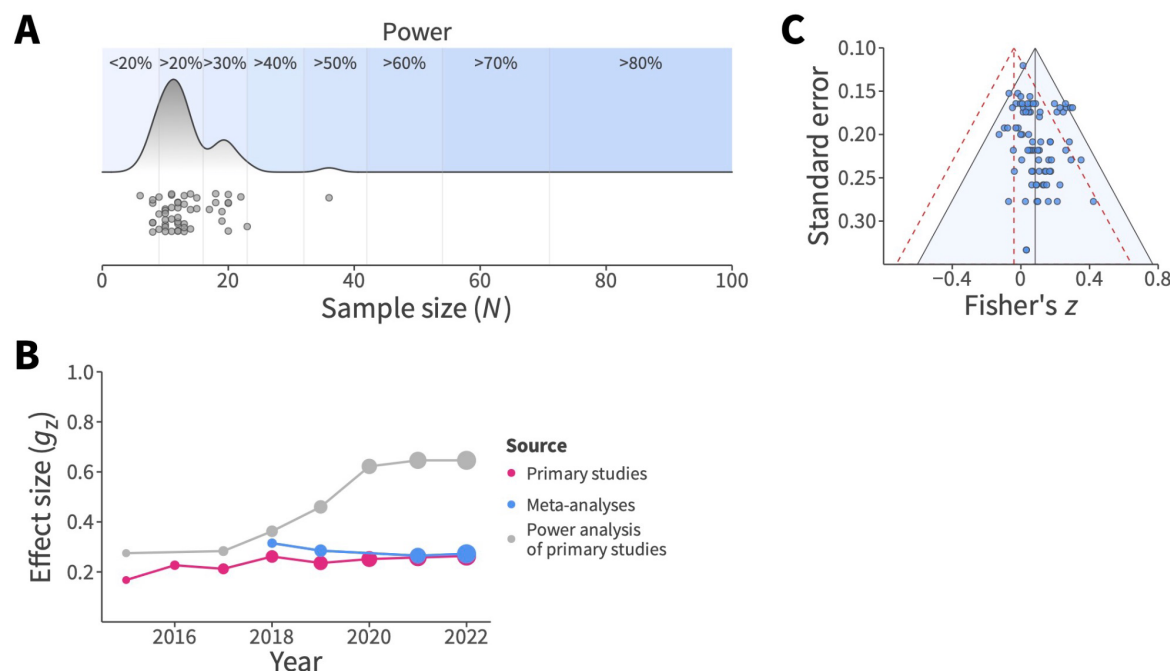 A
Power
<20% >20% >30% >40% >50% >60% >70% >80%
0 20 40 60 80 100
Sample size (N)
B
Effect size (gz)
1.0
0.8
0.6
0.4
0.2
2016 2018 2020 2022
Year
Source
Primary studies
Meta-analyses
Power analysis
of primary studies
C
Standard error
0.10
0.15
0.20
0.25
0.30
−0.4 0 0.4 0.8
Fisher's z